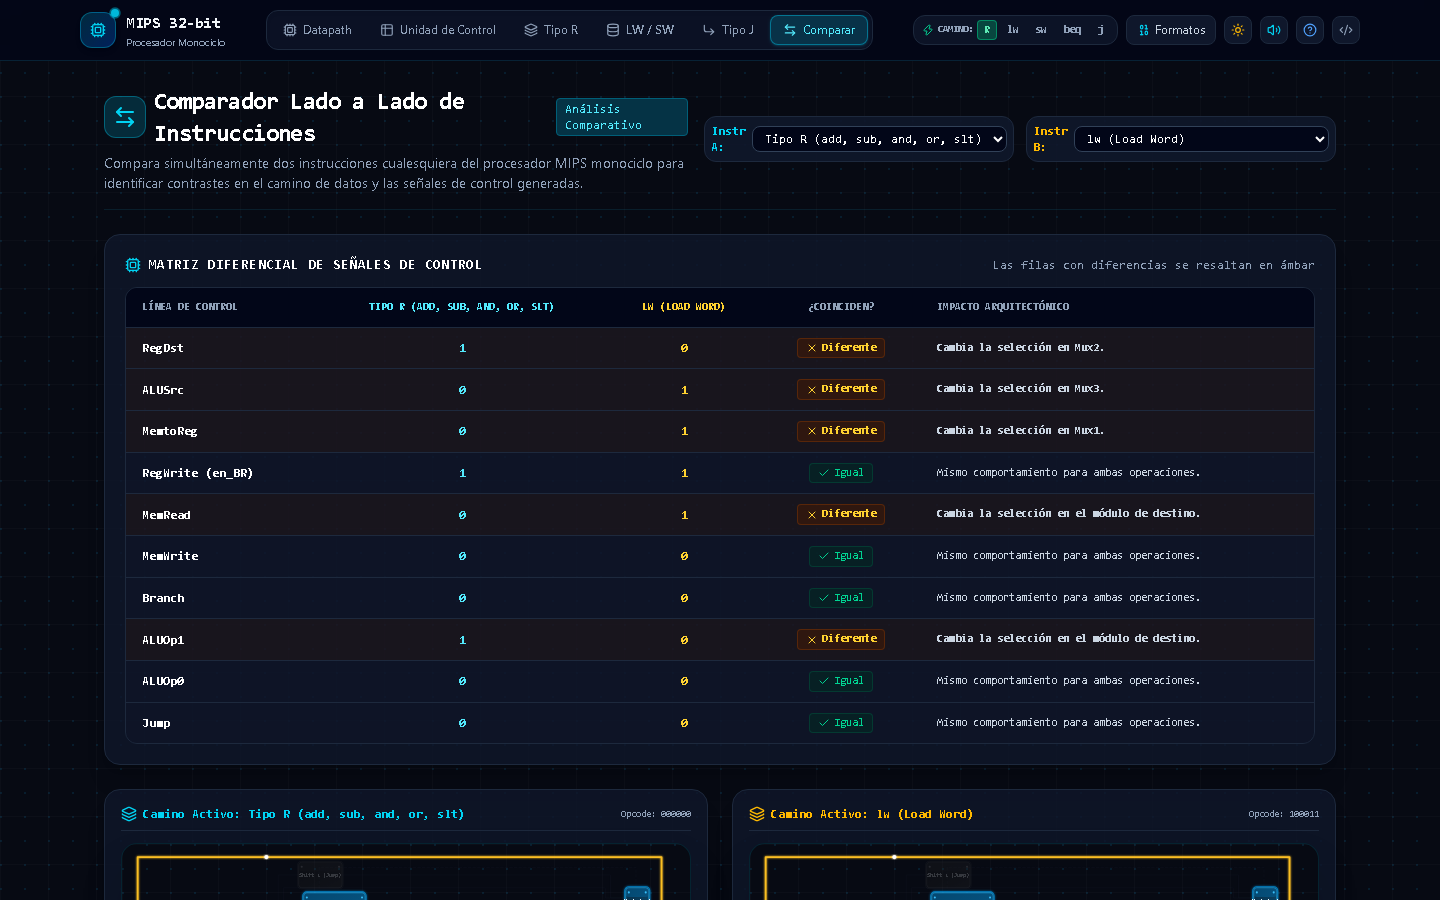 MIPS 32-bit
Procesador Monociclo
Datapath
Unidad de Control
Tipo R
LW / SW
Tipo J
Comparar
CAMINO: R lw sw beq j
Formatos
Comparador Lado a Lado de
Instrucciones
Análisis
Comparativo
Compara simultáneamente dos instrucciones cualesquiera del procesador MIPS monociclo para
identificar contrastes en el camino de datos y las señales de control generadas.
Instr
A:
Tipo R (add, sub, and, or, slt)
Instr
B:
lw (Load Word)
MATRIZ DIFERENCIAL DE SEÑALES DE CONTROL
Las filas con diferencias se resaltan en ámbar
LÍNEA DE CONTROL TIPO R (ADD, SUB, AND, OR, SLT) LW (LOAD WORD) ¿COINCIDEN? IMPACTO ARQUITECTÓNICO
RegDst 1 0 Diferente Cambia la selección en Mux2.
ALUSrc 0 1 Diferente Cambia la selección en Mux3.
MemtoReg 0 1 Diferente Cambia la selección en Mux1.
RegWrite (en_BR) 1 1 Igual Mismo comportamiento para ambas operaciones.
MemRead 0 1 Diferente Cambia la selección en el módulo de destino.
MemWrite 0 0 Igual Mismo comportamiento para ambas operaciones.
Branch 0 0 Igual Mismo comportamiento para ambas operaciones.
ALUOp1 1 0 Diferente Cambia la selección en el módulo de destino.
ALUOp0 0 0 Igual Mismo comportamiento para ambas operaciones.
Jump 0 0 Igual Mismo comportamiento para ambas operaciones.
Camino Activo: Tipo R (add, sub, and, or, slt)
Opcode: 000000
Camino Activo: lw (Load Word)
Opcode: 100011